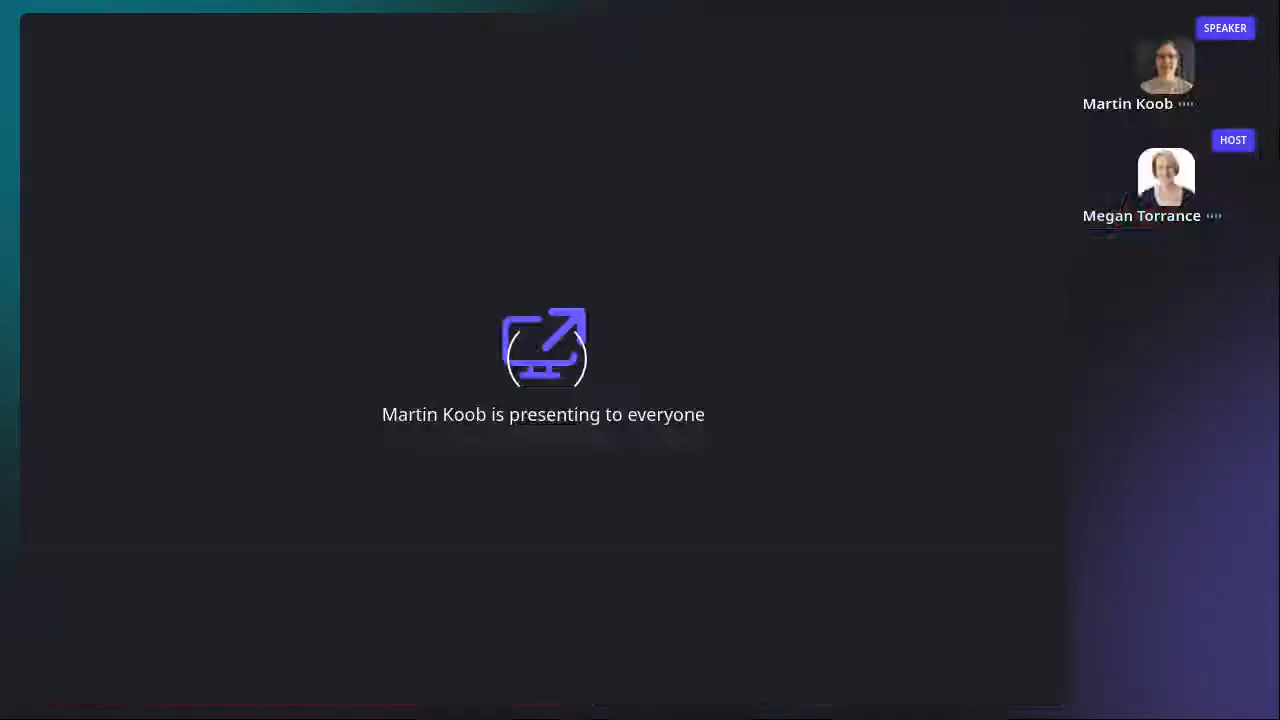 SPEAKER
Martin Koob
HOST
Megan Torrance
Martin Koob is presenting to everyone